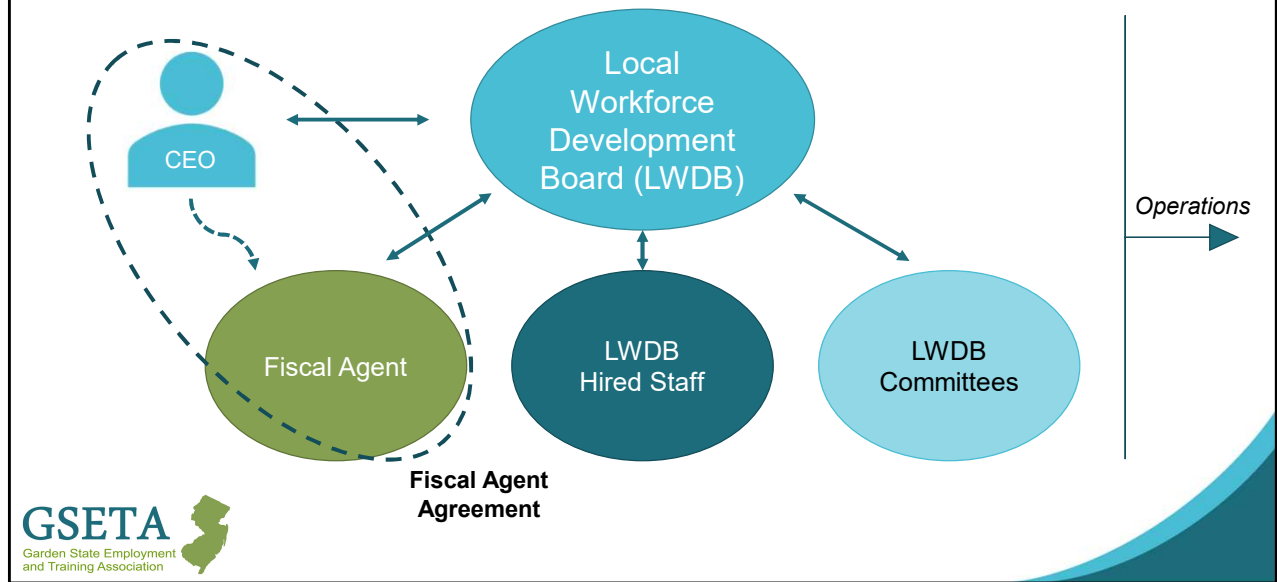 Local
Workforce
Development
Board (LWDB)
CEO
Operations
Fiscal Agent
LWDB
Hired Staff
LWDB
Committees
Fiscal Agent
Agreement
GSETA
Garden State Employment
and Training Association